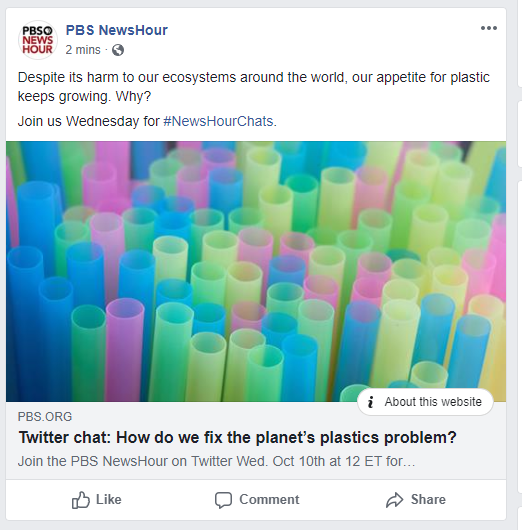 PBS
NEWS
HOUR
PBS NewsHour
2 mins ·
Despite its harm to our ecosystems around the world, our appetite for plastic
keeps growing. Why?
Join us Wednesday for #NewsHourChats.
i About this website
PBS.ORG
Twitter chat: How do we fix the planet’s plastics problem?
Join the PBS NewsHour on Twitter Wed. Oct 10th at 12 ET for…
Like Comment Share